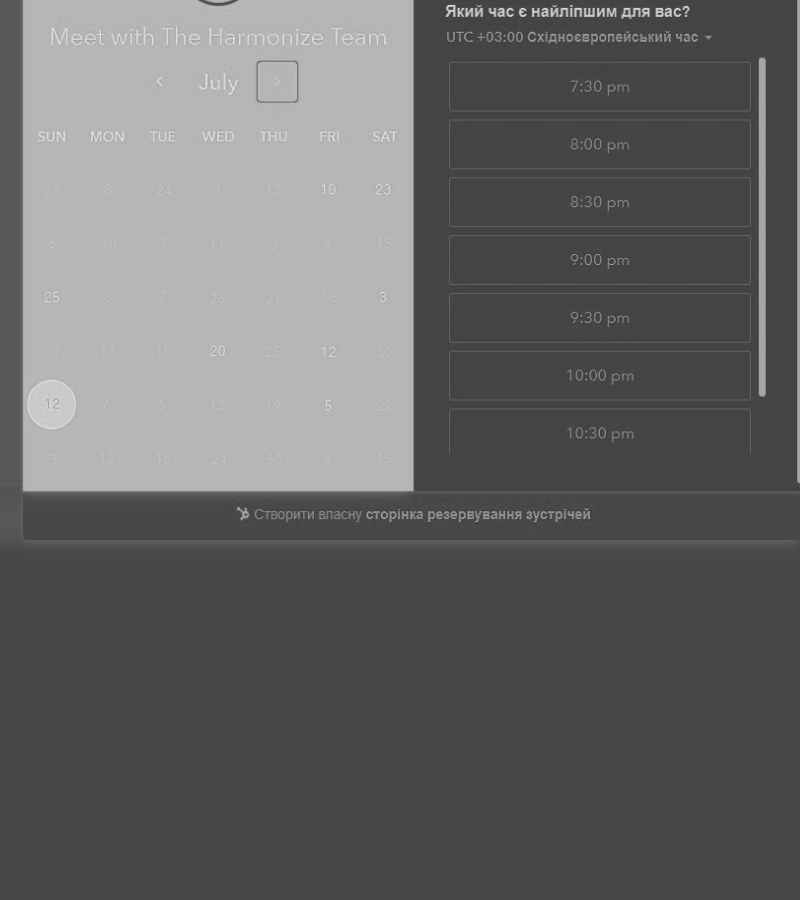 Meet with The Harmonize Team
July
SUN MON TUE WED THU FRI SAT
28 8 24 1 13 10 23
6 10 7 11 3 4 15
25 8 7 26 21 16 3
17 13 15 20 25 12 30
12 6 5 12 19 5 22
3 12 15 24 30 5 15
Який час є найліпшим для вас?
UTC +03:00 Східноєвропейський час
7:30 pm
8:00 pm
8:30 pm
9:00 pm
9:30 pm
10:00 pm
10:30 pm
Створити власну сторінка резервування зустрічей